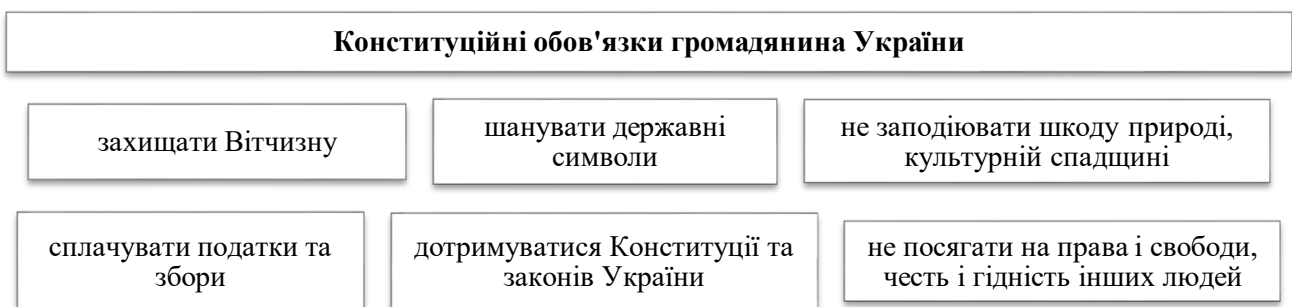 Конституційні обов'язки громадянина України
захищати Вітчизну
шанувати державні
символи
не заподіювати шкоду природі,
культурній спадщині
сплачувати податки та
збори
дотримуватися Конституції та
законів України
не посягати на права і свободи,
честь і гідність інших людей